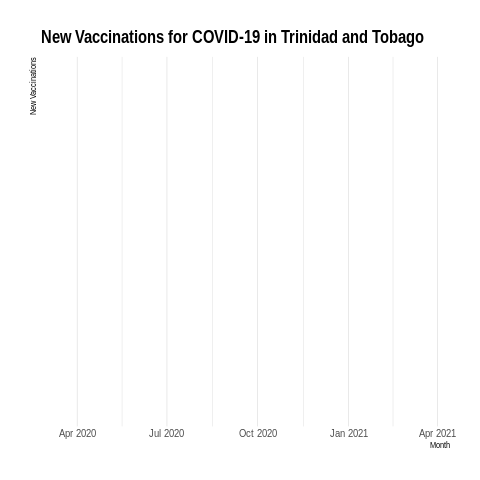 New Vaccinations for COVID-19 in Trinidad and Tobago
New Vaccinations
Apr 2020 Jul 2020 Oct 2020 Jan 2021 Apr 2021
Month